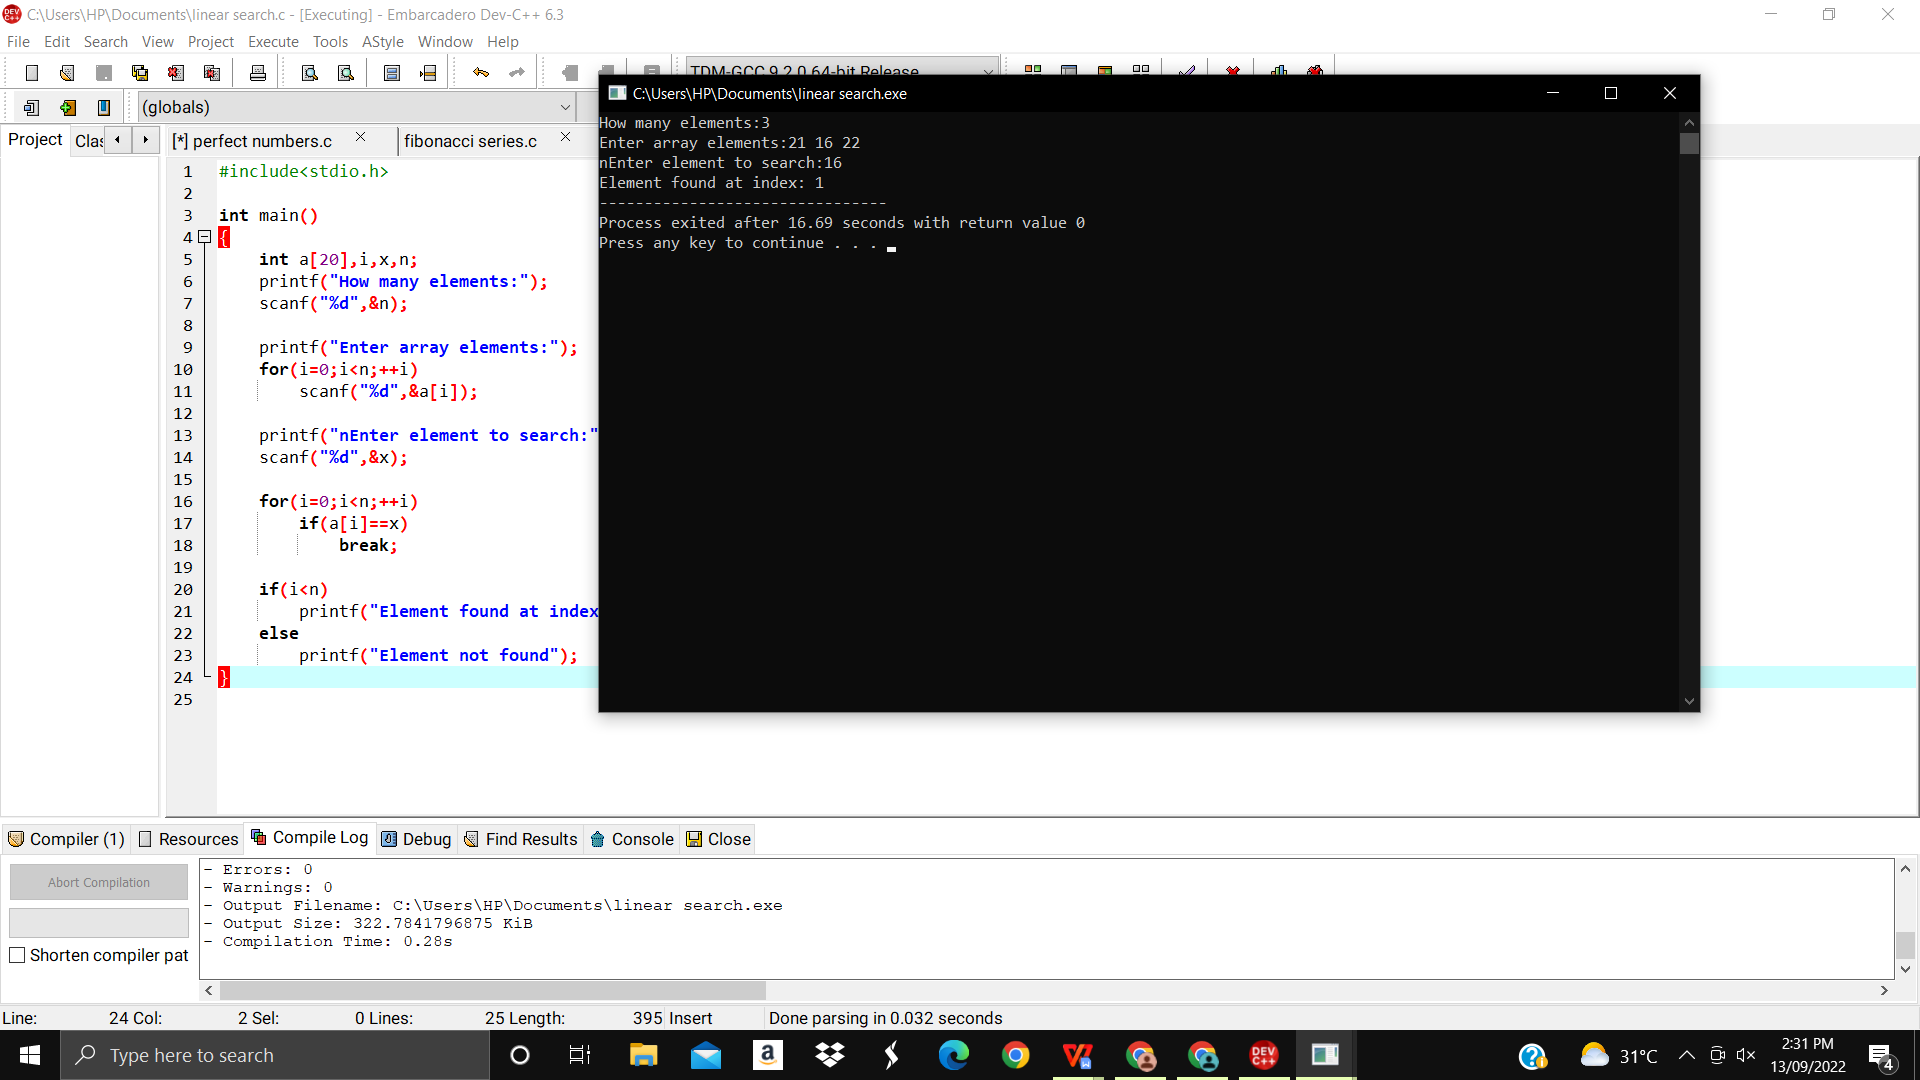 C:\Users\HP\Documents\linear search.c - [Executing] - Embarcadero Dev-C++ 6.3
File Edit Search View Project Execute Tools AStyle Window Help
TDM-GCC 9.2.0 64-bit Release
(globals)
Project Clas [*] perfect numbers.c fibonacci series.c
1 #include<stdio.h>
2
3 int main()
4 {
5 int a[20],i,x,n;
6 printf("How many elements:");
7 scanf("%d",&n);
8
9 printf("Enter array elements:");
10 for(i=0;i<n;++i)
11 scanf("%d",&a[i]);
12
13 printf("nEnter element to search:"
14 scanf("%d",&x);
15
16 for(i=0;i<n;++i)
17 if(a[i]==x)
18 break;
19
20 if(i<n)
21 printf("Element found at index
22 else
23 printf("Element not found");
24 }
25
C:\Users\HP\Documents\linear search.exe
How many elements:3
Enter array elements:21 16 22
nEnter element to search:16
Element found at index: 1
--------------------------------
Process exited after 16.69 seconds with return value 0
Press any key to continue . . .
Compiler (1) Resources Compile Log Debug Find Results Console Close
Abort Compilation
Shorten compiler pat
- Errors: 0
- Warnings: 0
- Output Filename: C:\Users\HP\Documents\linear search.exe
- Output Size: 322.7841796875 KiB
- Compilation Time: 0.28s
Line: 24 Col: 2 Sel: 0 Lines: 25 Length: 395 Insert Done parsing in 0.032 seconds
Type here to search
a
DEV C++
31°C
2:31 PM
13/09/2022
4